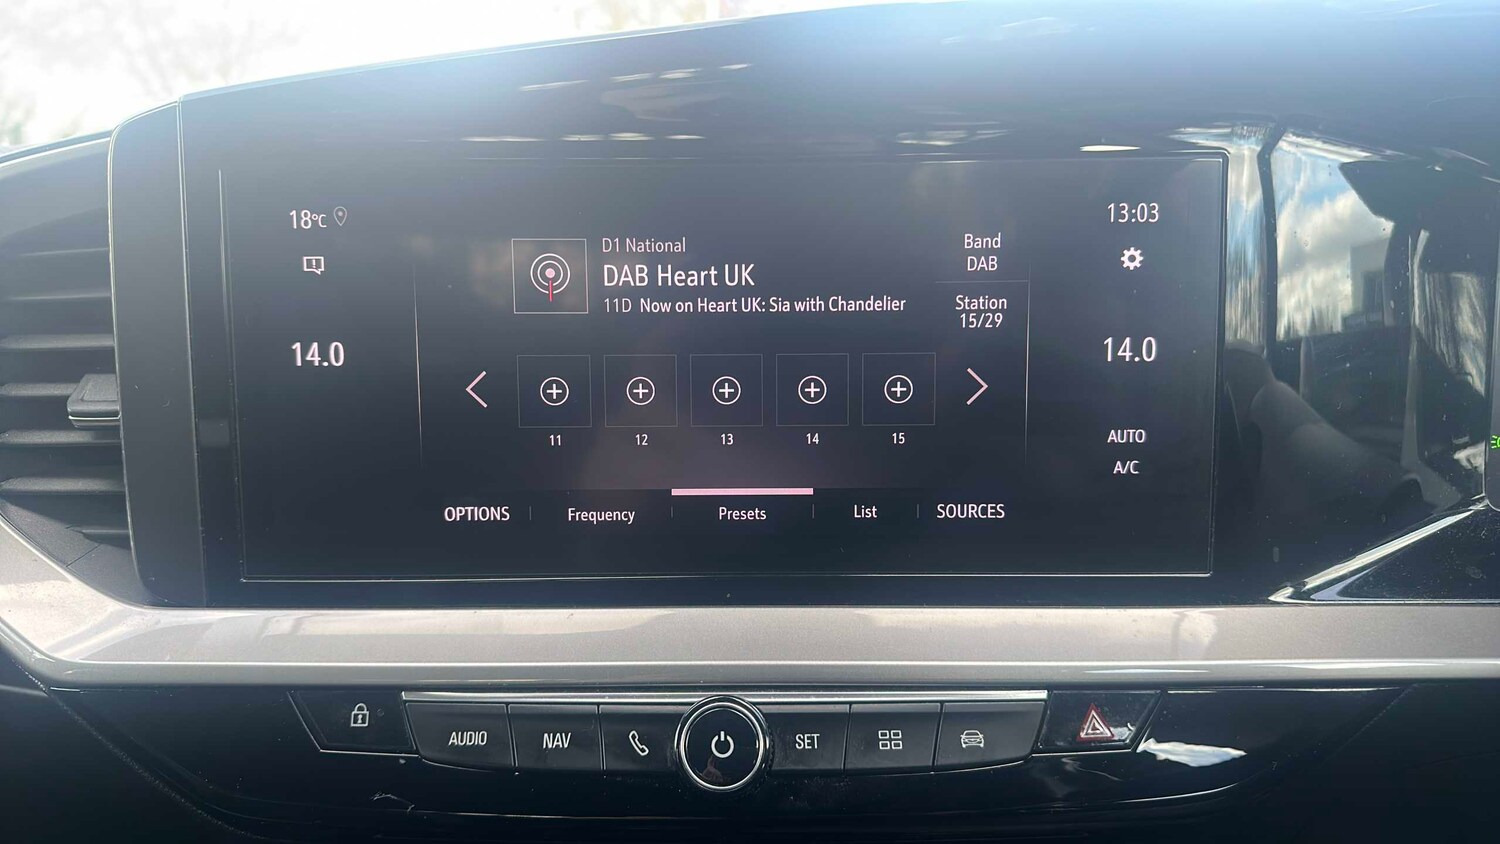 18°C
14.0
D1 National
DAB Heart UK
11D Now on Heart UK: Sia with Chandelier
Band
DAB
Station
15/29
11 12 13 14 15
OPTIONS Frequency Presets List SOURCES
13:03
14.0
AUTO
A/C
AUDIO NAV SET